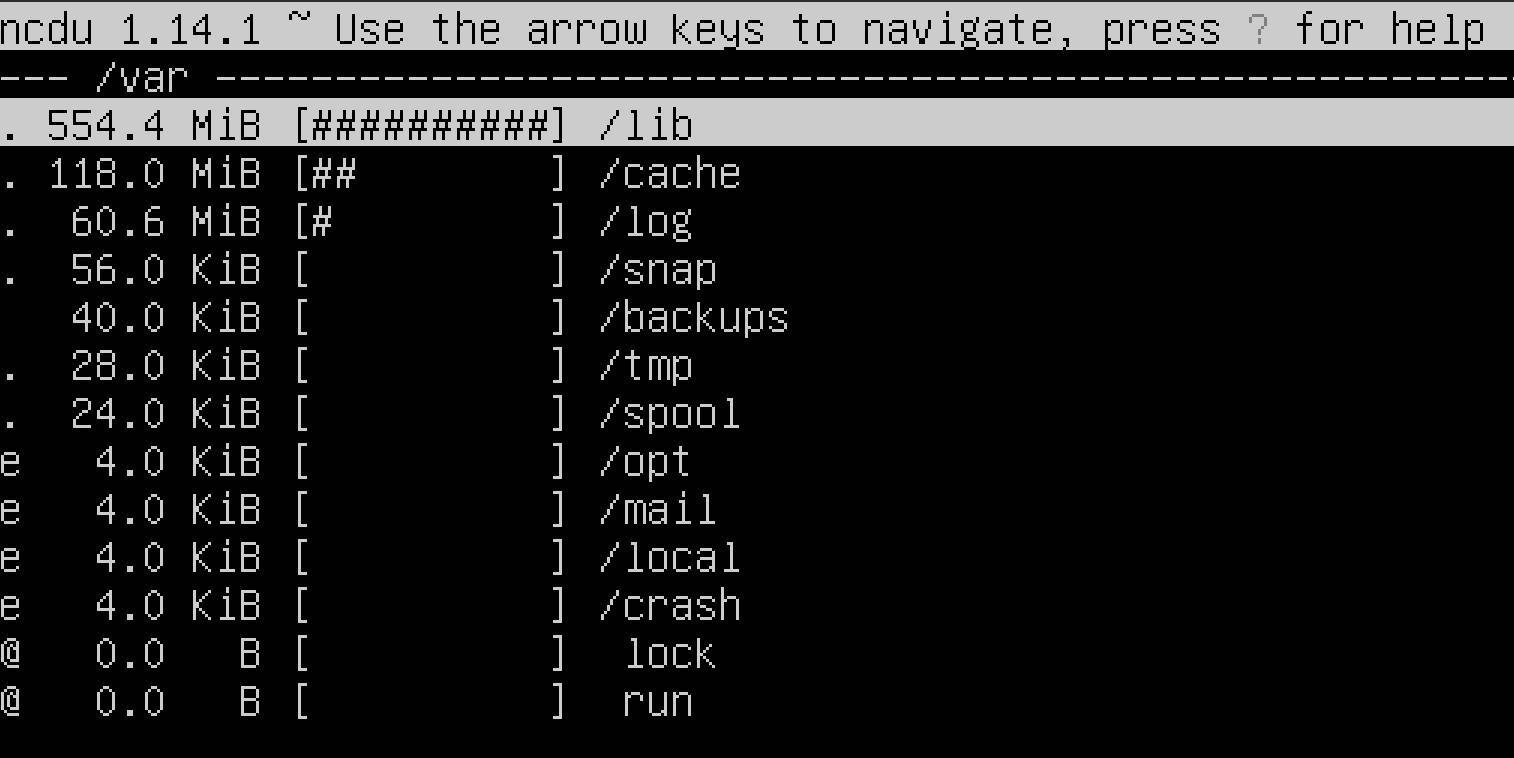 ncdu 1.14.1 ~ Use the arrow keys to navigate, press ? for help
--- /var ------------------------------------------------------
. 554.4 MiB [##########] /lib
. 118.0 MiB [##        ] /cache
.  60.6 MiB [#         ] /log
.  56.0 KiB [          ] /snap
   40.0 KiB [          ] /backups
.  28.0 KiB [          ] /tmp
.  24.0 KiB [          ] /spool
e   4.0 KiB [          ] /opt
e   4.0 KiB [          ] /mail
e   4.0 KiB [          ] /local
e   4.0 KiB [          ] /crash
@   0.0   B [          ]  lock
@   0.0   B [          ]  run